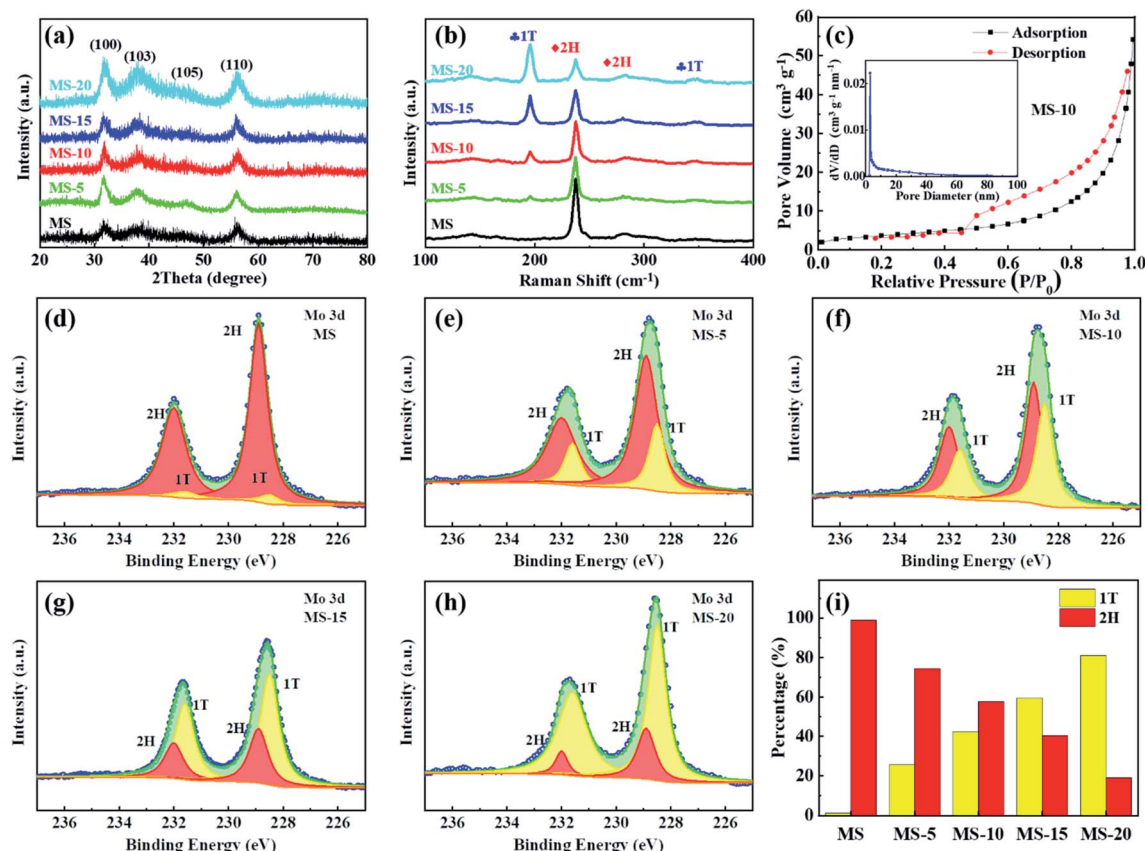 (a)
(100)
(103)
(105)
(110)
MS-20
MS-15
MS-10
MS-5
MS
Intensity (a.u.)
20 30 40 50 60 70 80
2Theta (degree)
(b)
♣1T
♦2H
♦2H
♣1T
MS-20
MS-15
MS-10
MS-5
MS
Intensity (a.u.)
100 200 300 400
Raman Shift (cm-1)
(c)
Adsorption
Desorption
MS-10
Pore Volume (cm3 g-1)
60
50
40
30
20
10
0
0.0 0.2 0.4 0.6 0.8 1.0
Relative Pressure (P/P0)
dV/dD (cm3 g-1 nm-1)
0.02
0.01
0.00
0 20 40 60 80 100
Pore Diameter (nm)
(d)
Mo 3d
MS
2H
2H
1T
1T
Intensity (a.u.)
236 234 232 230 228 226
Binding Energy (eV)
(e)
Mo 3d
MS-5
2H
2H
1T
1T
Intensity (a.u.)
236 234 232 230 228 226
Binding Energy (eV)
(f)
Mo 3d
MS-10
2H
1T
2H
1T
Intensity (a.u.)
236 234 232 230 228 226
Binding Energy (eV)
(g)
Mo 3d
MS-15
1T
1T
2H
2H
Intensity (a.u.)
236 234 232 230 228 226
Binding Energy (eV)
(h)
Mo 3d
MS-20
1T
1T
2H
2H
Intensity (a.u.)
236 234 232 230 228 226
Binding Energy (eV)
(i)
1T
2H
Percentage (%)
100
80
60
40
20
0
MS MS-5 MS-10 MS-15 MS-20